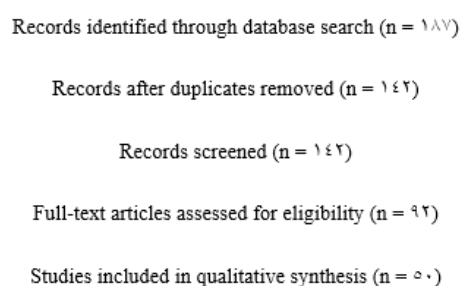 Records identified through database search (n = ١٨٧)
Records after duplicates removed (n = ١٤٢)
Records screened (n = ١٤٢)
Full-text articles assessed for eligibility (n = ٩٢)
Studies included in qualitative synthesis (n = ٥٠)